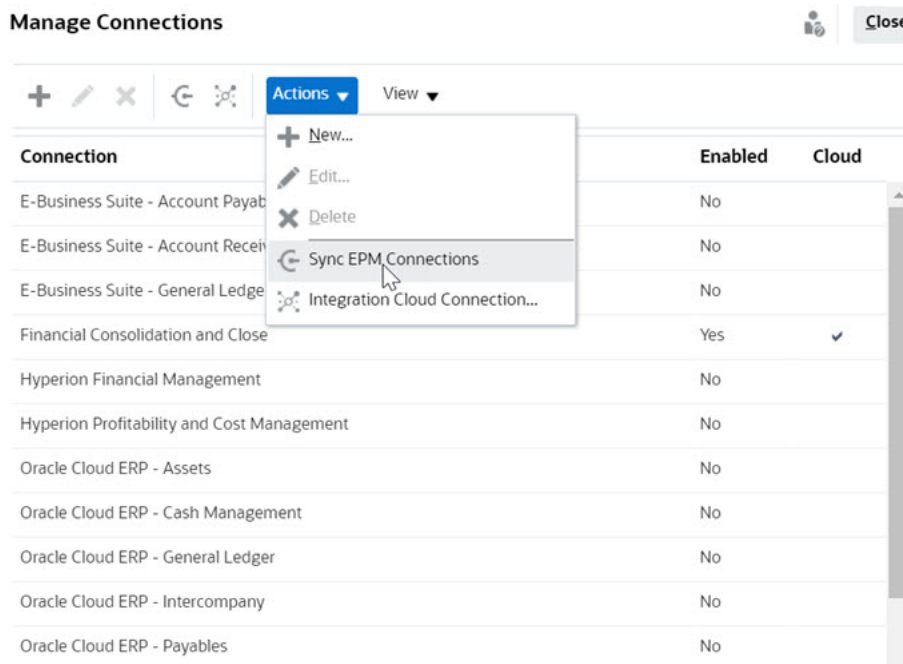 Manage Connections
Close
Actions View
New...
Edit...
Delete
Sync EPM Connections
Integration Cloud Connection...
Connection Enabled Cloud
E-Business Suite - Account Payab No
E-Business Suite - Account Receiv No
E-Business Suite - General Ledge No
Financial Consolidation and Close Yes
Hyperion Financial Management No
Hyperion Profitability and Cost Management No
Oracle Cloud ERP - Assets No
Oracle Cloud ERP - Cash Management No
Oracle Cloud ERP - General Ledger No
Oracle Cloud ERP - Intercompany No
Oracle Cloud ERP - Payables No